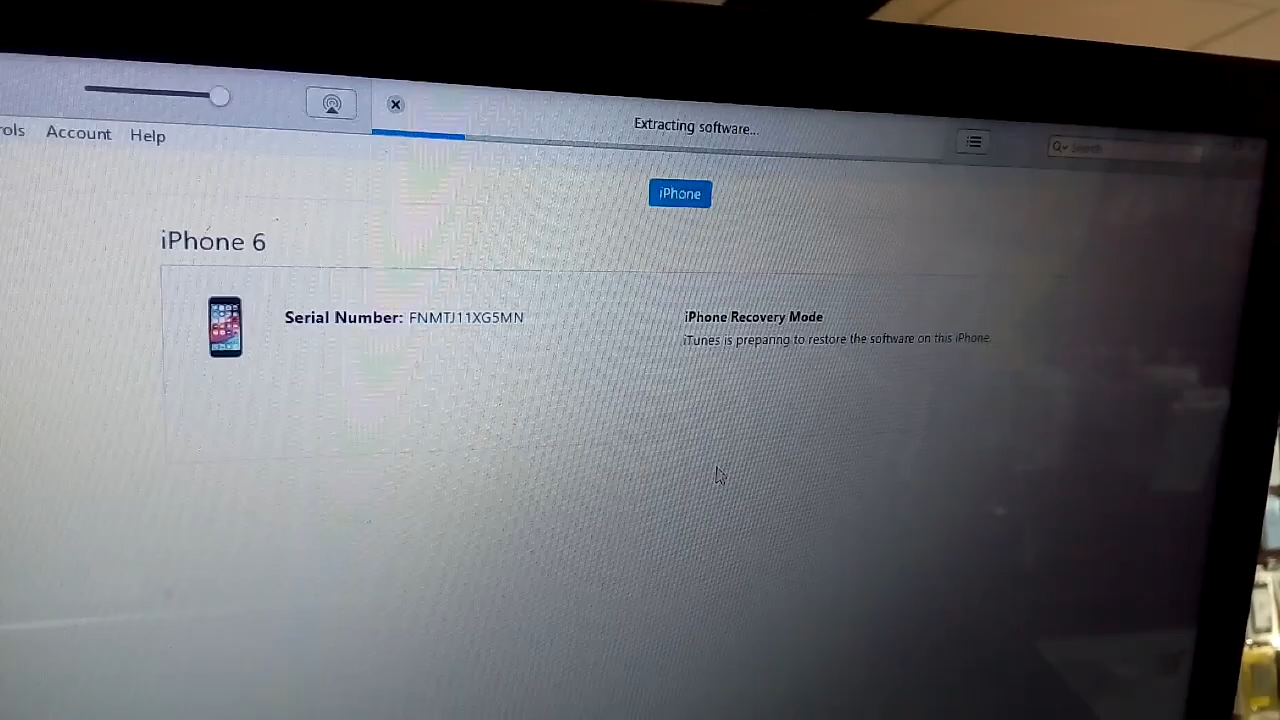 Extracting software...
rols Account Help
Search
iPhone
iPhone 6
Serial Number: FNMTJ11XG5MN
iPhone Recovery Mode
iTunes is preparing to restore the software on this iPhone.